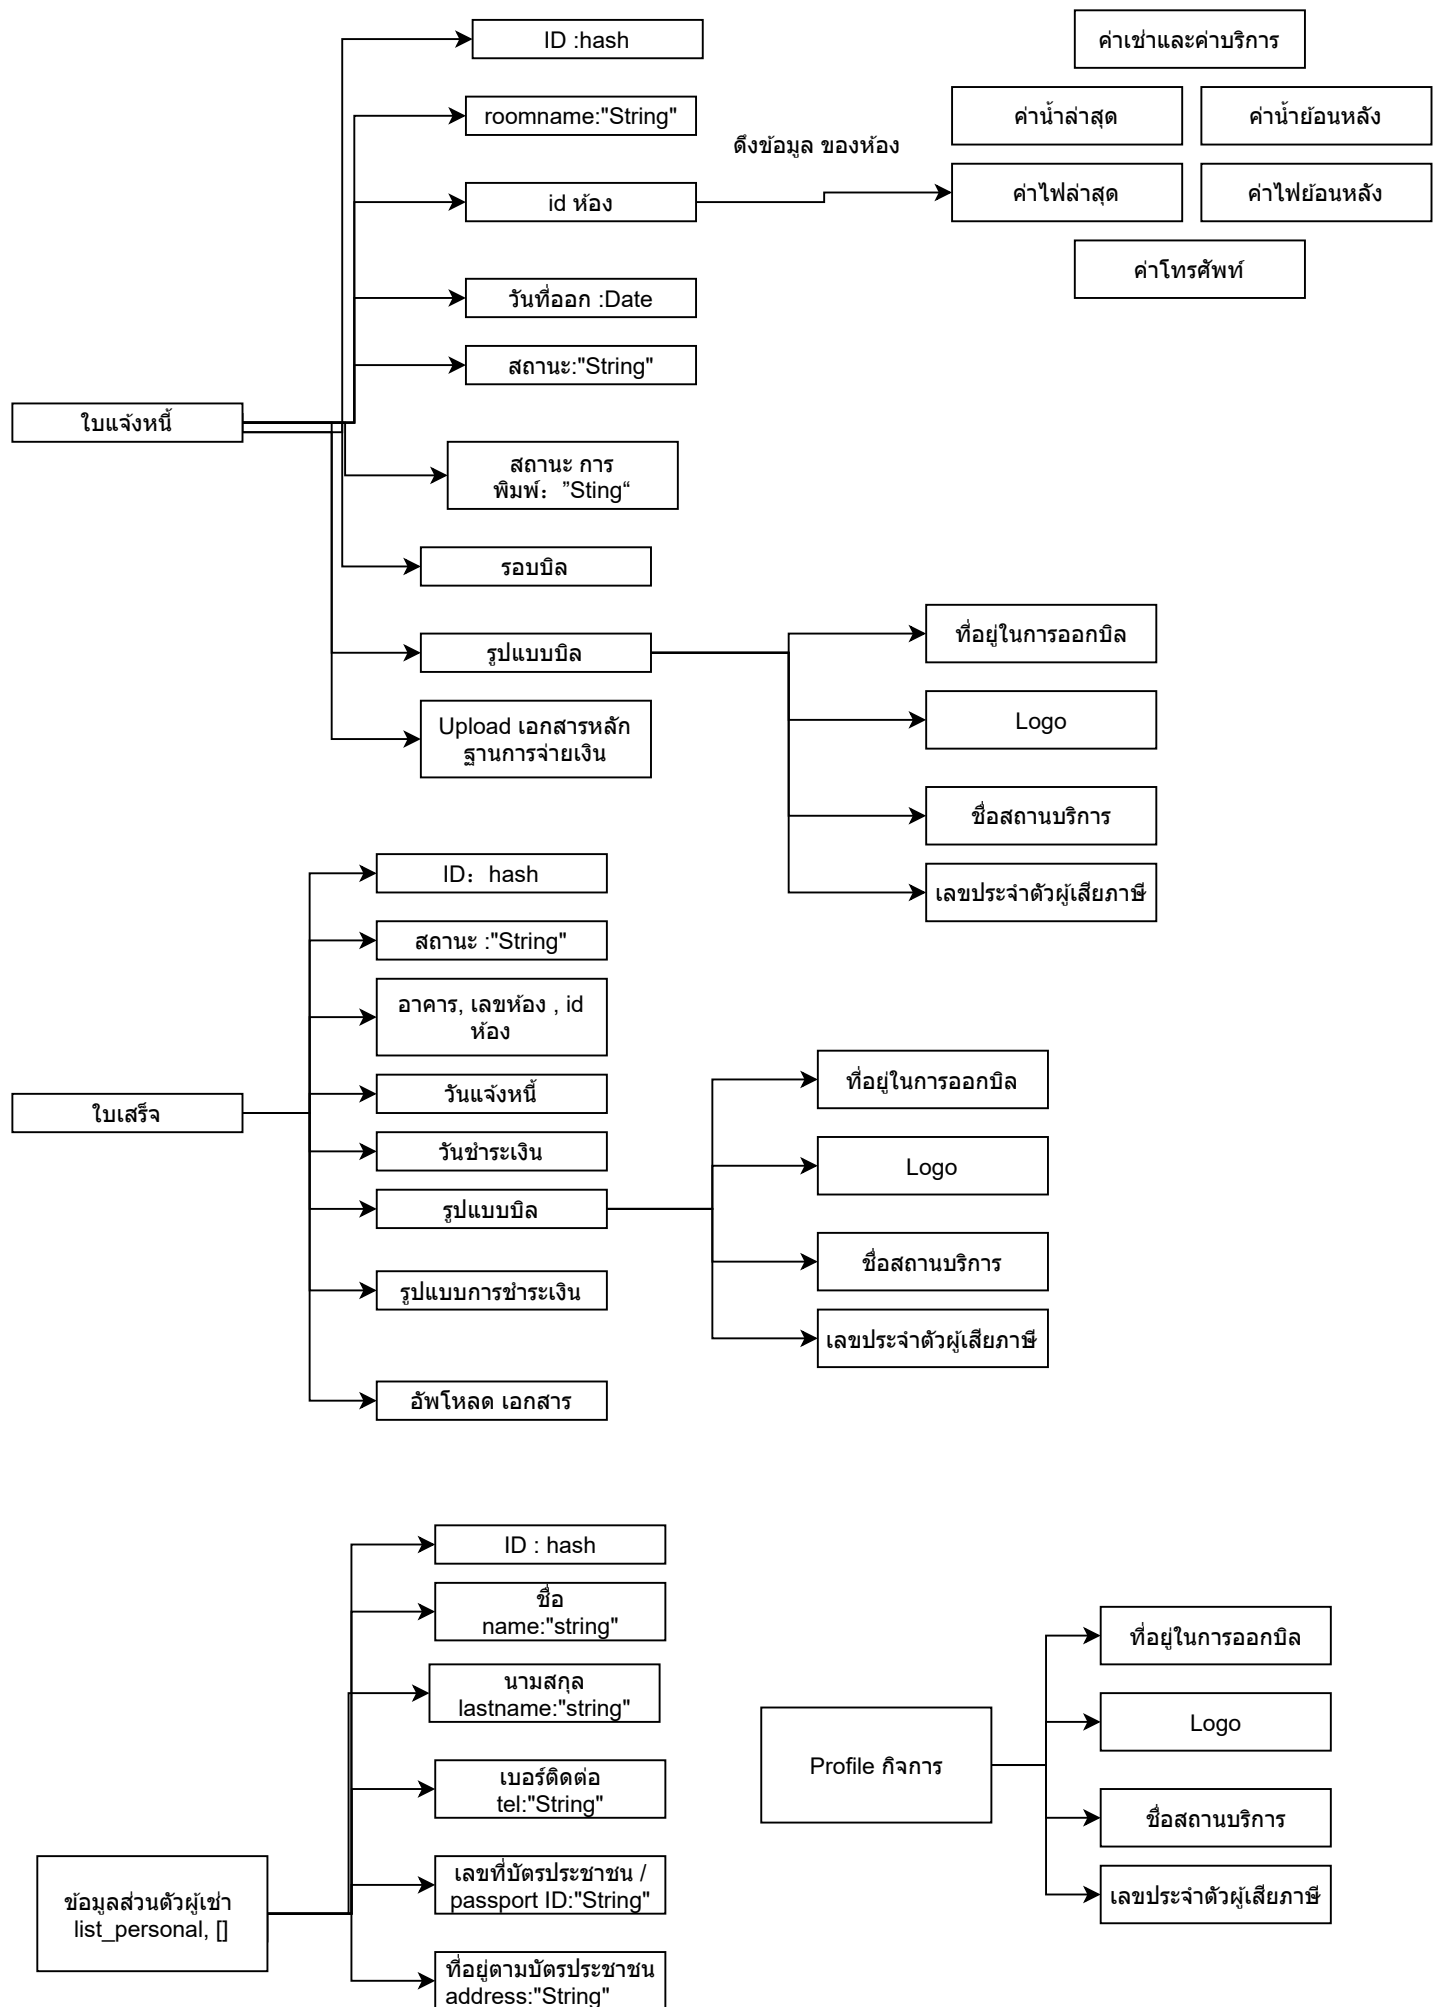 ID :hash
roomname:"String"
id ห้อง
วันที่ออก :Date
สถานะ:"String"
ดึงข้อมูล ของห้อง
ค่าเช่าและค่าบริการ
ค่าน้ำล่าสุด
ค่าน้ำย้อนหลัง
ค่าไฟล่าสุด
ค่าไฟย้อนหลัง
ค่าโทรศัพท์
ใบแจ้งหนี้
สถานะ การ
พิมพ์：”Sting“
รอบบิล
รูปแบบบิล
Upload เอกสารหลัก
ฐานการจ่ายเงิน
ที่อยู่ในการออกบิล
Logo
ชื่อสถานบริการ
เลขประจำตัวผู้เสียภาษี
ID：hash
สถานะ :"String"
อาคาร, เลขห้อง , id
ห้อง
วันแจ้งหนี้
ใบเสร็จ
วันชำระเงิน
รูปแบบบิล
รูปแบบการชำระเงิน
อัพโหลด เอกสาร
ที่อยู่ในการออกบิล
Logo
ชื่อสถานบริการ
เลขประจำตัวผู้เสียภาษี
ID : hash
ชื่อ
name:"string"
นามสกุล
lastname:"string"
เบอร์ติดต่อ
tel:"String"
เลขที่บัตรประชาชน /
passport ID:"String"
ข้อมูลส่วนตัวผู้เช่า
list_personal, []
ที่อยู่ตามบัตรประชาชน
address:"String"
Profile กิจการ
ที่อยู่ในการออกบิล
Logo
ชื่อสถานบริการ
เลขประจำตัวผู้เสียภาษี